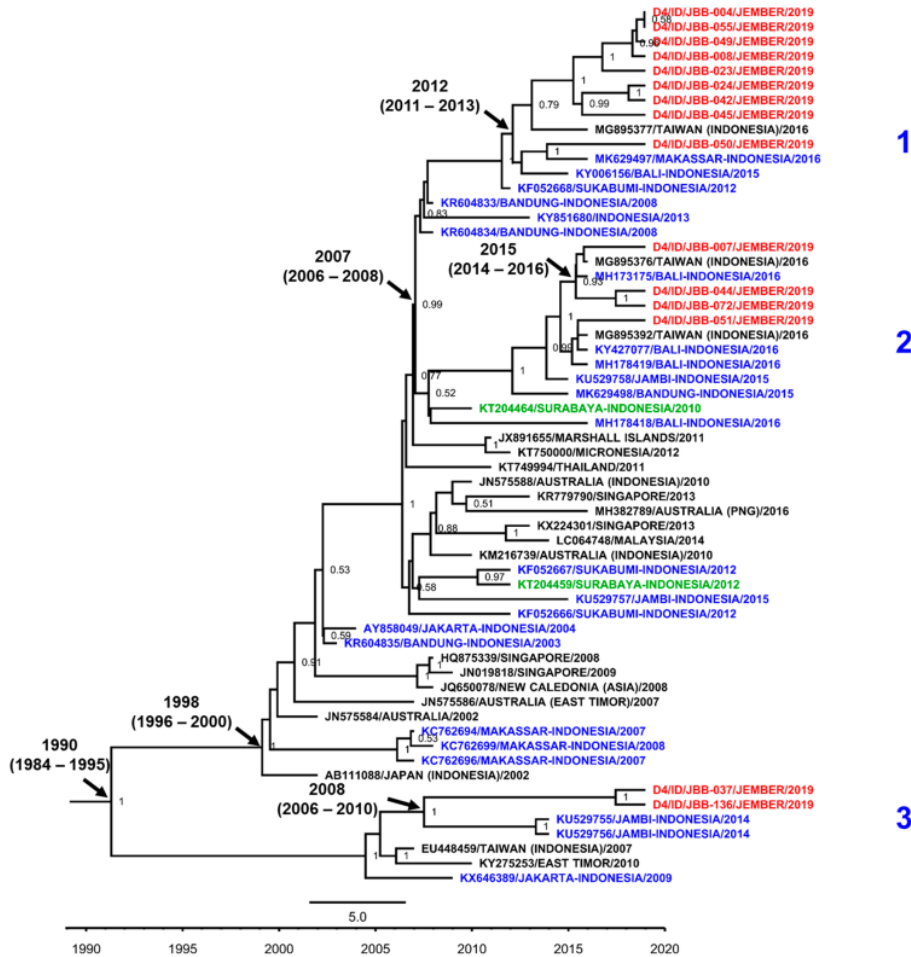 D4/ID/JBB-004/JEMBER/2019
0.58
D4/ID/JBB-055/JEMBER/2019
D4/ID/JBB-049/JEMBER/2019
D4/ID/JBB-008/JEMBER/2019
1
D4/ID/JBB-023/JEMBER/2019
1
2012
(2011 – 2013)
D4/ID/JBB-024/JEMBER/2019
1
0.79
0.99
D4/ID/JBB-042/JEMBER/2019
D4/ID/JBB-045/JEMBER/2019
MG895377/TAIWAN (INDONESIA)/2016
1
D4/ID/JBB-050/JEMBER/2019
1
1
MK629497/MAKASSAR-INDONESIA/2016
KY006156/BALI-INDONESIA/2015
KF052668/SUKABUMI-INDONESIA/2012
KR604833/BANDUNG-INDONESIA/2008
0.83
KY851680/INDONESIA/2013
KR604834/BANDUNG-INDONESIA/2008
2007
(2006 – 2008)
2015
(2014 – 2016)
D4/ID/JBB-007/JEMBER/2019
MG895376/TAIWAN (INDONESIA)/2016
MH173175/BALI-INDONESIA/2016
0.93
D4/ID/JBB-044/JEMBER/2019
1
0.99
D4/ID/JBB-072/JEMBER/2019
1
D4/ID/JBB-051/JEMBER/2019
MG895392/TAIWAN (INDONESIA)/2016
2
KY427077/BALI-INDONESIA/2016
MH178419/BALI-INDONESIA/2016
1
0.77
KU529758/JAMBI-INDONESIA/2015
0.52
MK629498/BANDUNG-INDONESIA/2015
KT204464/SURABAYA-INDONESIA/2010
MH178418/BALI-INDONESIA/2016
JX891655/MARSHALL ISLANDS/2011
1
KT750000/MICRONESIA/2012
KT749994/THAILAND/2011
JN575588/AUSTRALIA (INDONESIA)/2010
KR779790/SINGAPORE/2013
1
0.51
MH382789/AUSTRALIA (PNG)/2016
KX224301/SINGAPORE/2013
0.88
1
LC064748/MALAYSIA/2014
KM216739/AUSTRALIA (INDONESIA)/2010
0.53
KF052667/SUKABUMI-INDONESIA/2012
0.97
0.58
KT204459/SURABAYA-INDONESIA/2012
KU529757/JAMBI-INDONESIA/2015
KF052666/SUKABUMI-INDONESIA/2012
AY858049/JAKARTA-INDONESIA/2004
0.59
KR604835/BANDUNG-INDONESIA/2003
0.91
HQ875339/SINGAPORE/2008
1
1
JN019818/SINGAPORE/2009
JQ650078/NEW CALEDONIA (ASIA)/2008
1998
(1996 – 2000)
JN575586/AUSTRALIA (EAST TIMOR)/2007
JN575584/AUSTRALIA/2002
KC762694/MAKASSAR-INDONESIA/2007
0.53
1
1
KC762699/MAKASSAR-INDONESIA/2008
KC762696/MAKASSAR-INDONESIA/2007
1990
(1984 – 1995)
AB111088/JAPAN (INDONESIA)/2002
2008
(2006 – 2010)
D4/ID/JBB-037/JEMBER/2019
1
D4/ID/JBB-136/JEMBER/2019
1
1
KU529755/JAMBI-INDONESIA/2014
1
3
KU529756/JAMBI-INDONESIA/2014
EU448459/TAIWAN (INDONESIA)/2007
1
1
KY275253/EAST TIMOR/2010
KX646389/JAKARTA-INDONESIA/2009
5.0
1990 1995 2000 2005 2010 2015 2020